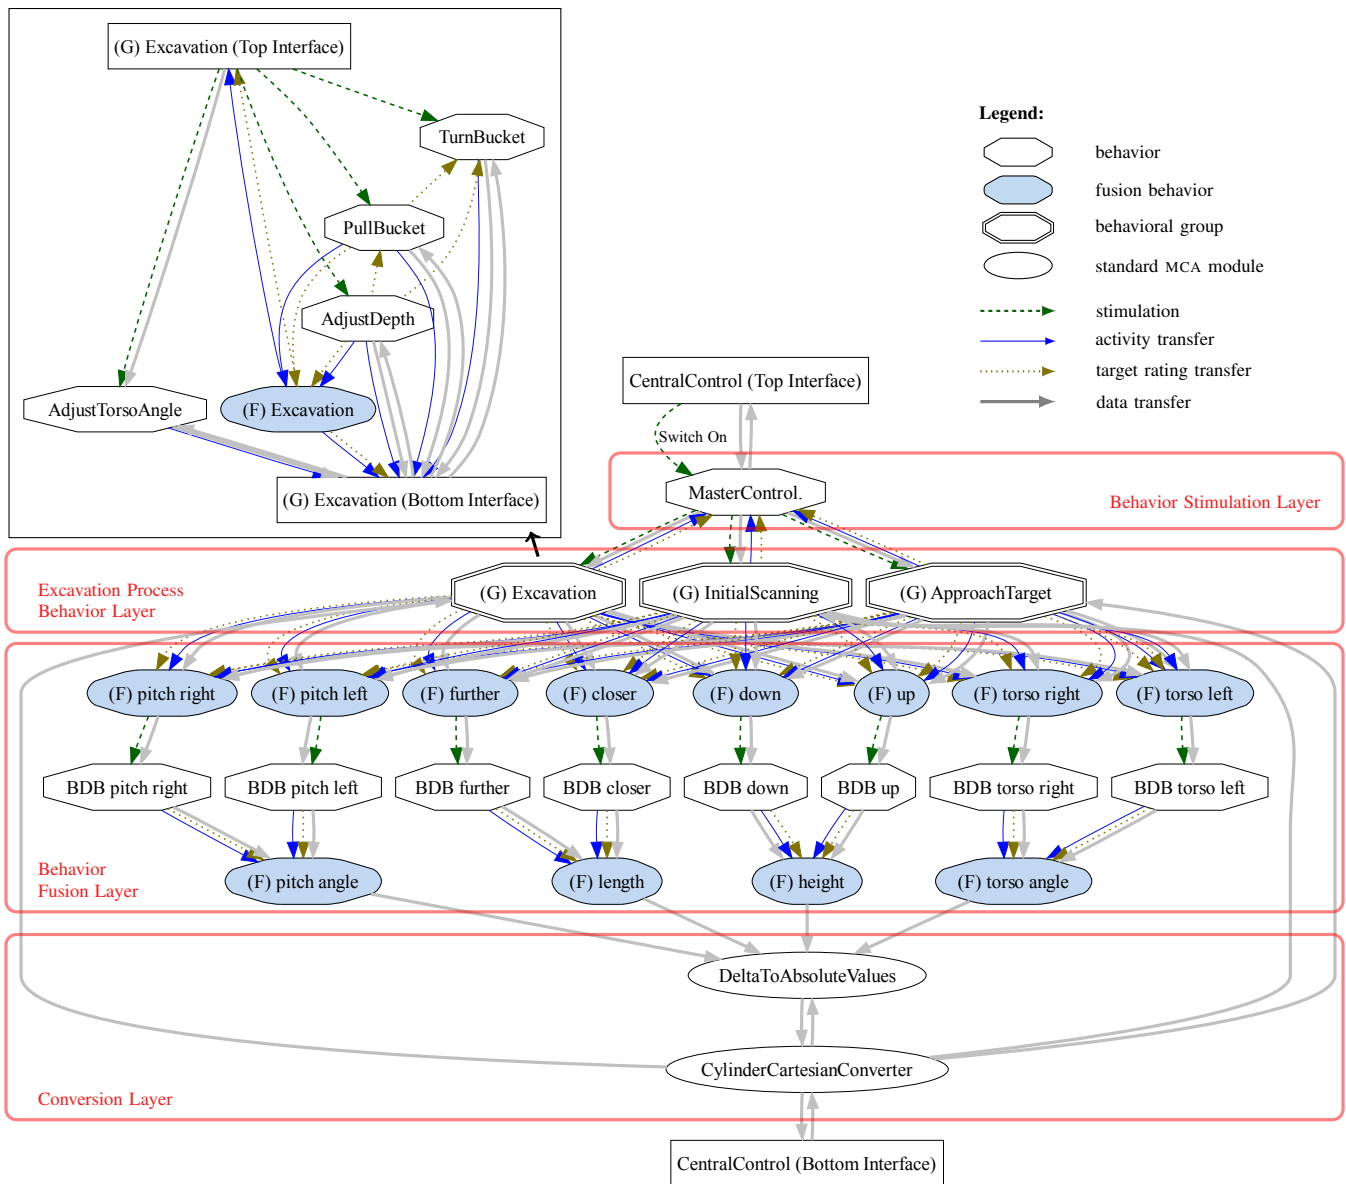 (G) Excavation (Top Interface)
TurnBucket
PullBucket
AdjustDepth
AdjustTorsoAngle
(F) Excavation
(G) Excavation (Bottom Interface)
Legend:
behavior
fusion behavior
behavioral group
standard MCA module
stimulation
activity transfer
target rating transfer
data transfer
CentralControl (Top Interface)
Switch On
MasterControl.
Behavior Stimulation Layer
Excavation Process
Behavior Layer
(G) Excavation
(G) InitialScanning
(G) ApproachTarget
(F) pitch right
(F) pitch left
(F) further
(F) closer
(F) down
(F) up
(F) torso right
(F) torso left
BDB pitch right
BDB pitch left
BDB further
BDB closer
BDB down
BDB up
BDB torso right
BDB torso left
Behavior
Fusion Layer
(F) pitch angle
(F) length
(F) height
(F) torso angle
DeltaToAbsoluteValues
CylinderCartesianConverter
Conversion Layer
CentralControl (Bottom Interface)